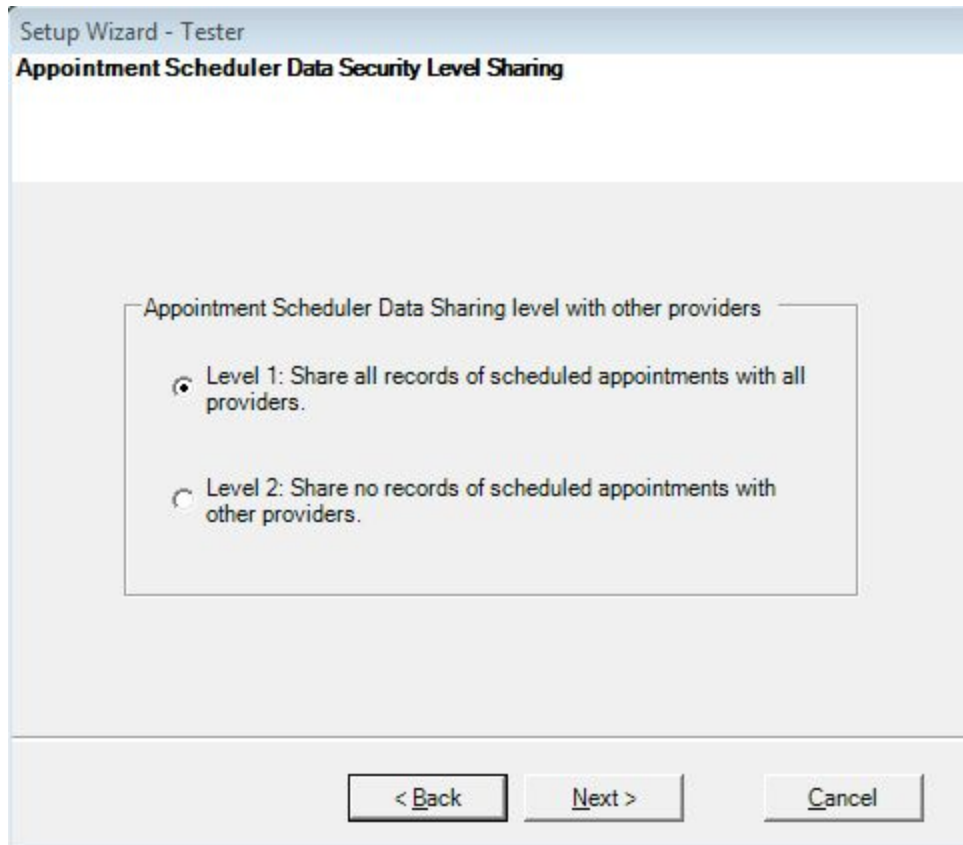 Setup Wizard - Tester
Appointment Scheduler Data Security Level Sharing
Appointment Scheduler Data Sharing level with other providers
Level 1: Share all records of scheduled appointments with all
providers.
Level 2: Share no records of scheduled appointments with
other providers.
< Back
Next >
Cancel